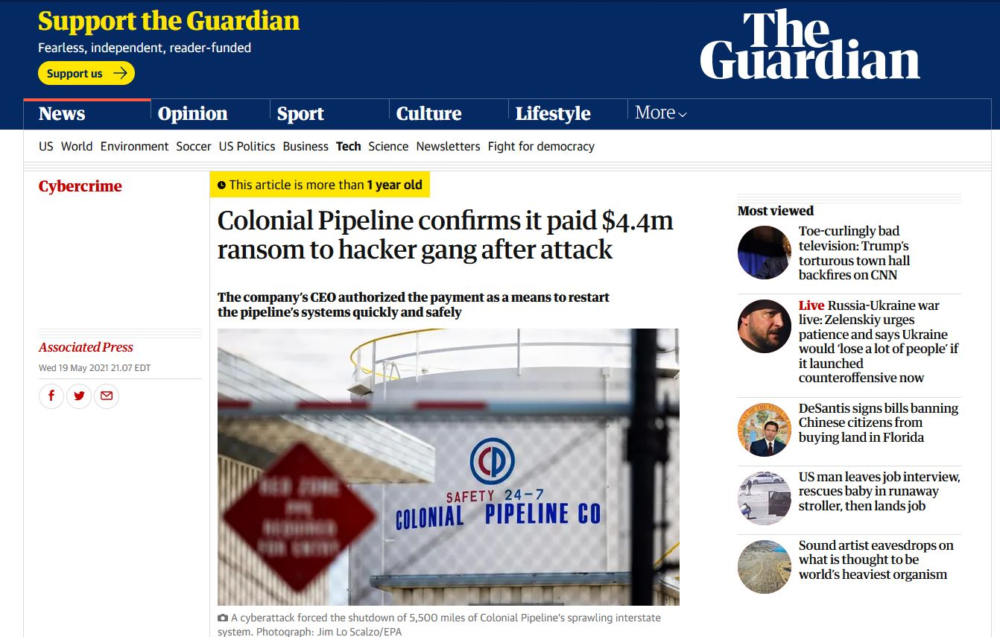 Support the Guardian
Fearless, independent, reader-funded
Support us
The
Guardian
News Opinion Sport Culture Lifestyle More
US World Environment Soccer US Politics Business Tech Science Newsletters Fight for democracy
Cybercrime
This article is more than 1 year old
Colonial Pipeline confirms it paid $4.4m
ransom to hacker gang after attack
The company's CEO authorized the payment as a means to restart
the pipeline's systems quickly and safely
Associated Press
Wed 19 May 2021 21.07 EDT
RED ZONE
PPE
REQUIRED
FOR ENTRY
CP
SAFETY 24-7
COLONIAL PIPELINE CO
A cyberattack forced the shutdown of 5,500 miles of Colonial Pipeline's sprawling interstate
system. Photograph: Jim Lo Scalzo/EPA
Most viewed
Toe-curlingly bad
television: Trump's
torturous town hall
backfires on CNN
Live Russia-Ukraine war
live: Zelenskiy urges
patience and says Ukraine
would 'lose a lot of people' if
it launched
counteroffensive now
DeSantis signs bills banning
Chinese citizens from
buying land in Florida
US man leaves job interview,
rescues baby in runaway
stroller, then lands job
Sound artist eavesdrops on
what is thought to be
world's heaviest organism